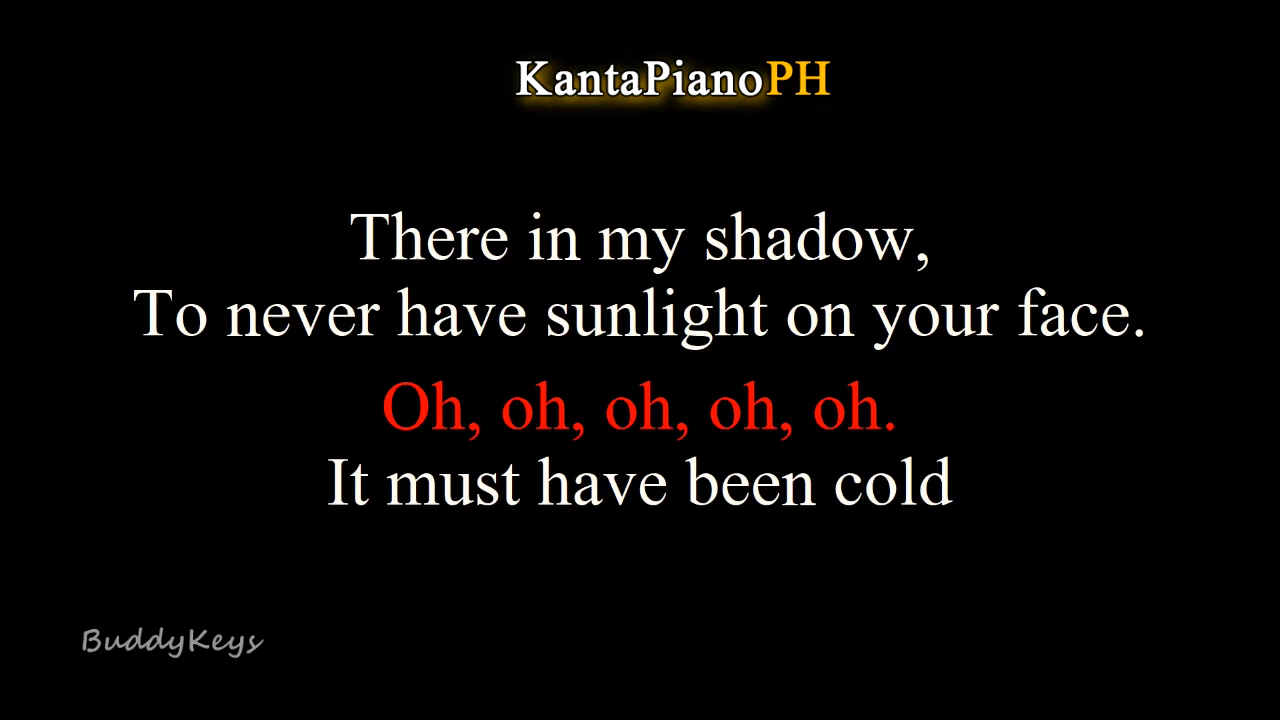 KantaPianoPH
There in my shadow,
To never have sunlight on your face.
Oh, oh, oh, oh, oh.
It must have been cold
BuddyKeys